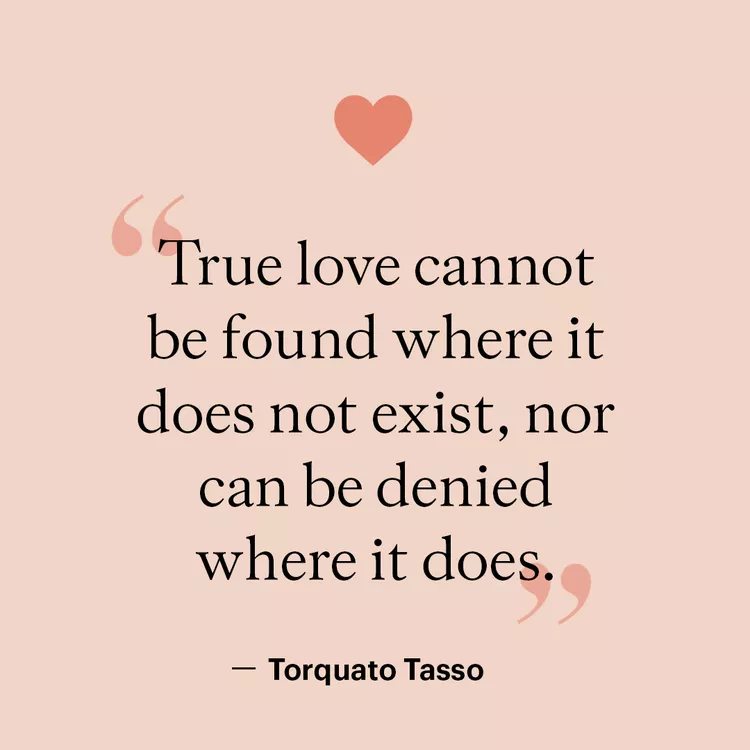 “True love cannot
be found where it
does not exist, nor
can be denied
where it does.”
— Torquato Tasso